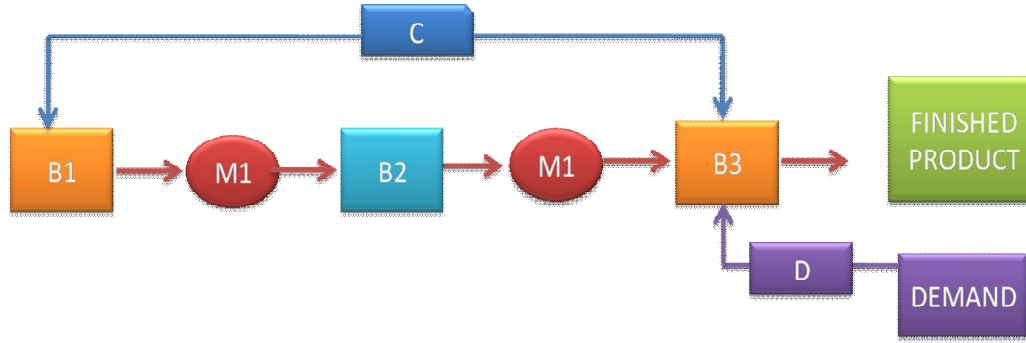 C
B1
M1
B2
M1
B3
FINISHED
PRODUCT
D
DEMAND